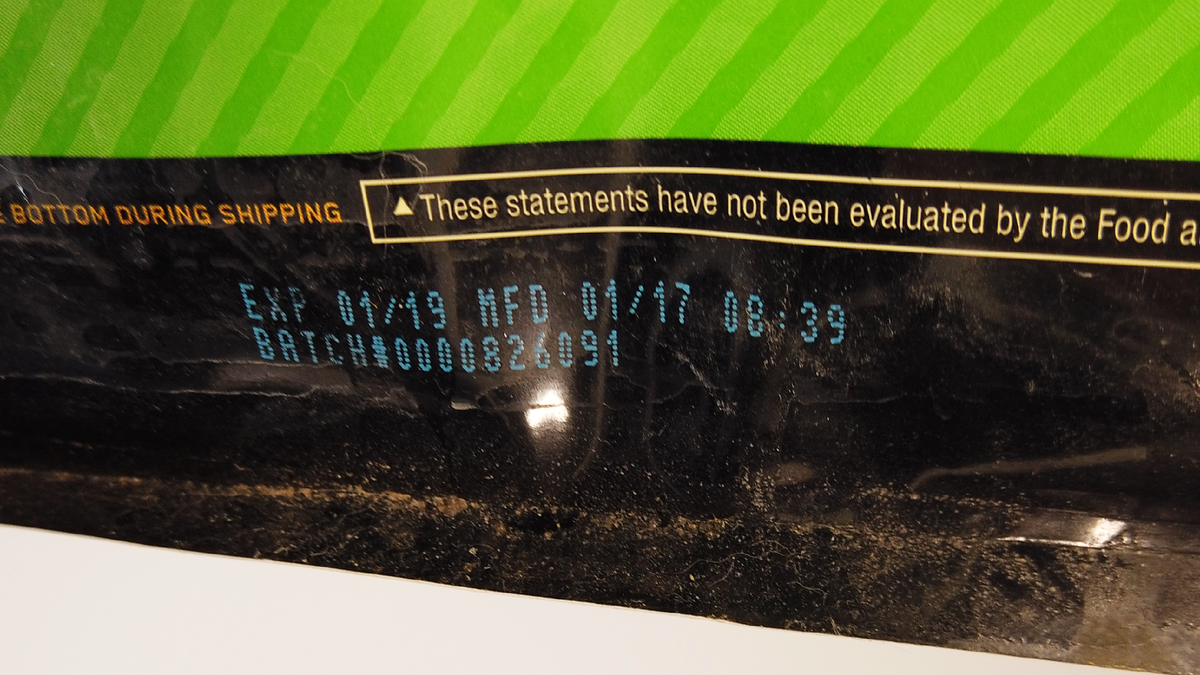 E BOTTOM DURING SHIPPING
▲These statements have not been evaluated by the Food a
EXP 01/19 MFD 01/17 08:39
BATCH#0000826091